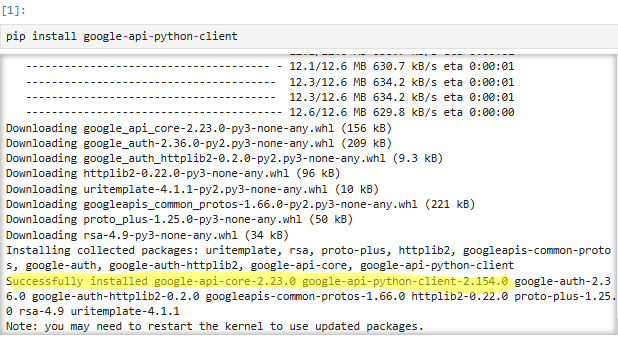 [1]:
pip install google-api-python-client
---------------------------------------- - 12.1/12.6 MB 630.7 kB/s eta 0:00:01
---------------------------------------- 12.3/12.6 MB 634.2 kB/s eta 0:00:01
---------------------------------------- 12.3/12.6 MB 634.2 kB/s eta 0:00:01
---------------------------------------- 12.6/12.6 MB 629.8 kB/s eta 0:00:00
Downloading google_api_core-2.23.0-py3-none-any.whl (156 kB)
Downloading google_auth-2.36.0-py2.py3-none-any.whl (209 kB)
Downloading google_auth_httplib2-0.2.0-py2.py3-none-any.whl (9.3 kB)
Downloading httplib2-0.22.0-py3-none-any.whl (96 kB)
Downloading uritemplate-4.1.1-py2.py3-none-any.whl (10 kB)
Downloading googleapis_common_protos-1.66.0-py2.py3-none-any.whl (221 kB)
Downloading proto_plus-1.25.0-py3-none-any.whl (50 kB)
Downloading rsa-4.9-py3-none-any.whl (34 kB)
Installing collected packages: uritemplate, rsa, proto-plus, httplib2, googleapis-common-proto
s, google-auth, google-auth-httplib2, google-api-core, google-api-python-client
Successfully installed google-api-core-2.23.0 google-api-python-client-2.154.0 google-auth-2.3
6.0 google-auth-httplib2-0.2.0 googleapis-common-protos-1.66.0 httplib2-0.22.0 proto-plus-1.25.
0 rsa-4.9 uritemplate-4.1.1
Note: you may need to restart the kernel to use updated packages.